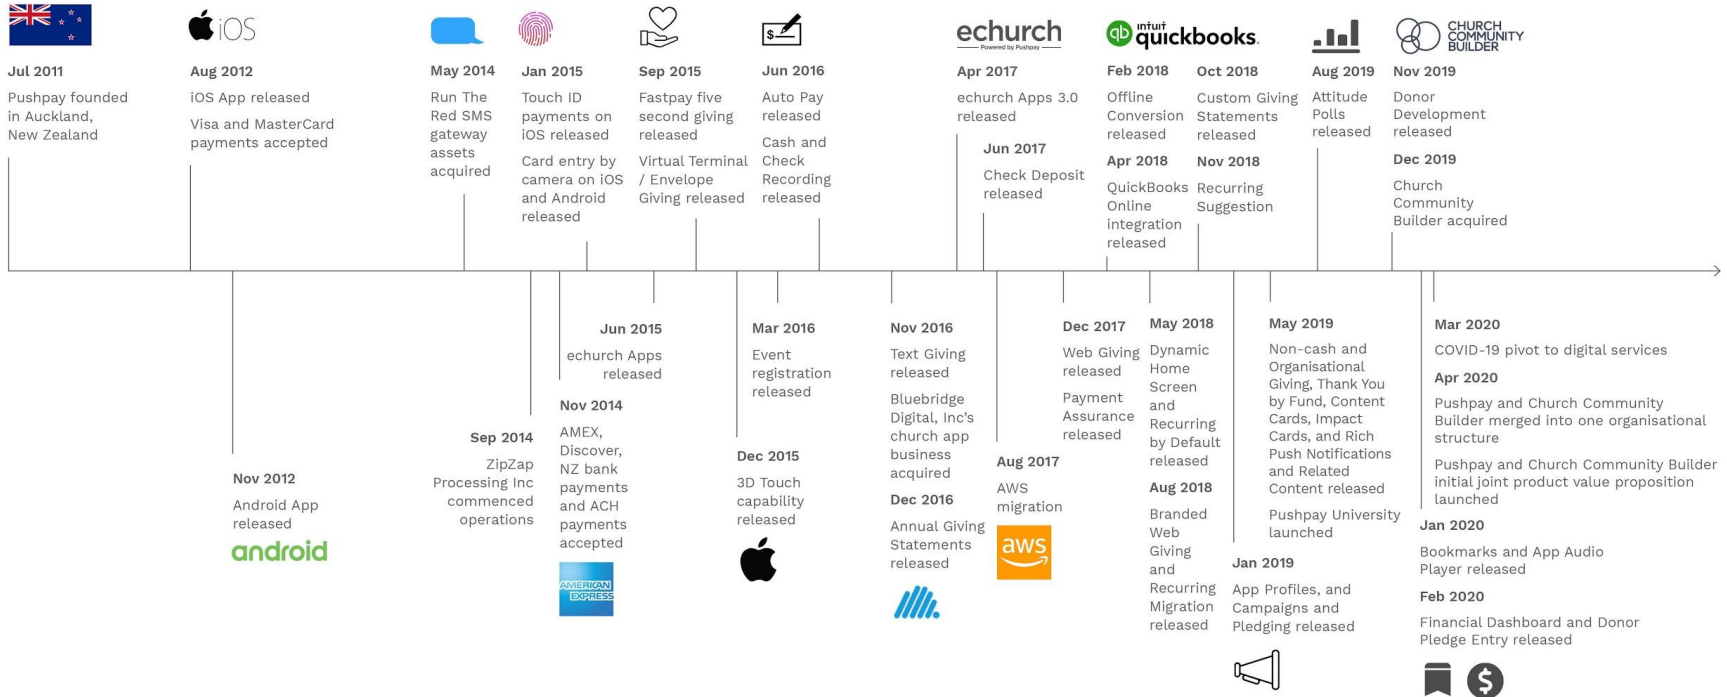 iOS
Jul 2011
Pushpay founded
in Auckland,
New Zealand
Aug 2012
iOS App released
Visa and MasterCard
payments accepted
May 2014
Run The
Red SMS
gateway
assets
acquired
Jan 2015
Touch ID
payments on
iOS released
Card entry by
camera on iOS
and Android
released
Sep 2015
Fastpay five
second giving
released
Virtual Terminal
/ Envelope
Giving released
$
Jun 2016
Auto Pay
released
Cash and
Check
Recording
released
echurch
Powered by Pushpay
Apr 2017
echurch Apps 3.0
released
Jun 2017
Check Deposit
released
qb
intuit
quickbooks.
Feb 2018
Offline
Conversion
released
Apr 2018
QuickBooks
Online
integration
released
Oct 2018
Custom Giving
Statements
released
Nov 2018
Recurring
Suggestion
Aug 2019
Attitude
Polls
released
CHURCH
COMMUNITY
BUILDER
Nov 2019
Donor
Development
released
Dec 2019
Church
Community
Builder acquired
Nov 2012
Android App
released
android
Sep 2014
ZipZap
Processing Inc
commenced
operations
Jun 2015
echurch Apps
released
Nov 2014
AMEX,
Discover,
NZ bank
payments
and ACH
payments
accepted
AMERICAN
EXPRESS
Mar 2016
Event
registration
released
Dec 2015
3D Touch
capability
released
Nov 2016
Text Giving
released
Bluebridge
Digital, Inc's
church app
business
acquired
Dec 2016
Annual Giving
Statements
released
Aug 2017
AWS
migration
aws
Dec 2017
Web Giving
released
Payment
Assurance
released
May 2018
Dynamic
Home
Screen
and
Recurring
by Default
released
Aug 2018
Branded
Web
Giving
and
Recurring
Migration
released
May 2019
Non-cash and
Organisational
Giving, Thank You
by Fund, Content
Cards, Impact
Cards, and Rich
Push Notifications
and Related
Content released
Pushpay University
launched
Jan 2019
App Profiles, and
Campaigns and
Pledging released
Mar 2020
COVID-19 pivot to digital services
Apr 2020
Pushpay and Church Community
Builder merged into one organisational
structure
Pushpay and Church Community Builder
initial joint product value proposition
launched
Jan 2020
Bookmarks and App Audio
Player released
Feb 2020
Financial Dashboard and Donor
Pledge Entry released
$